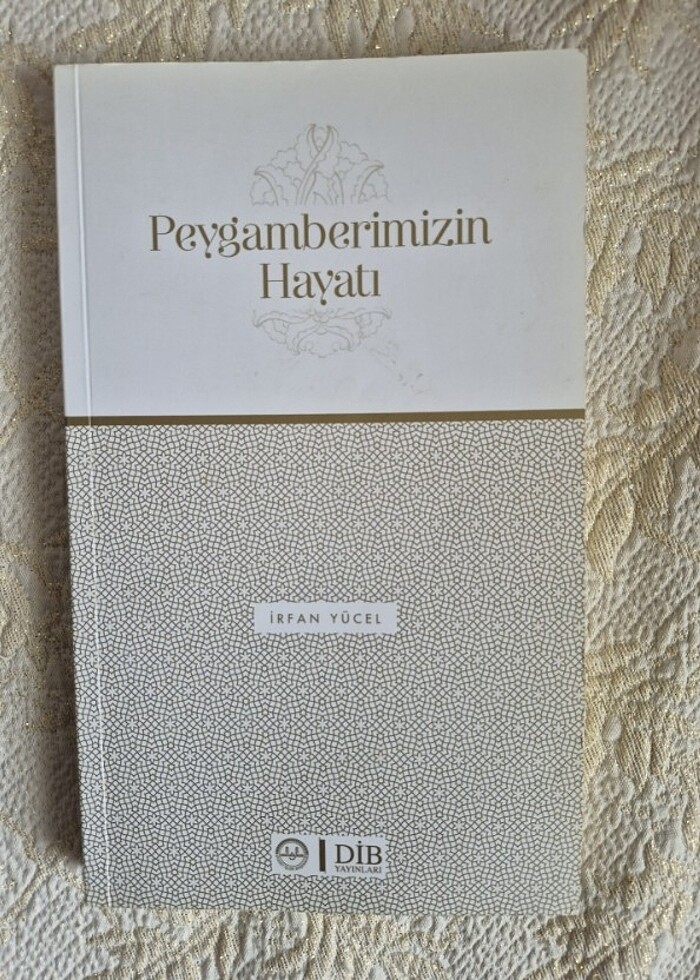 Peygamberimizin
Hayatı
İRFAN YÜCEL
DİB
YAYINLARI